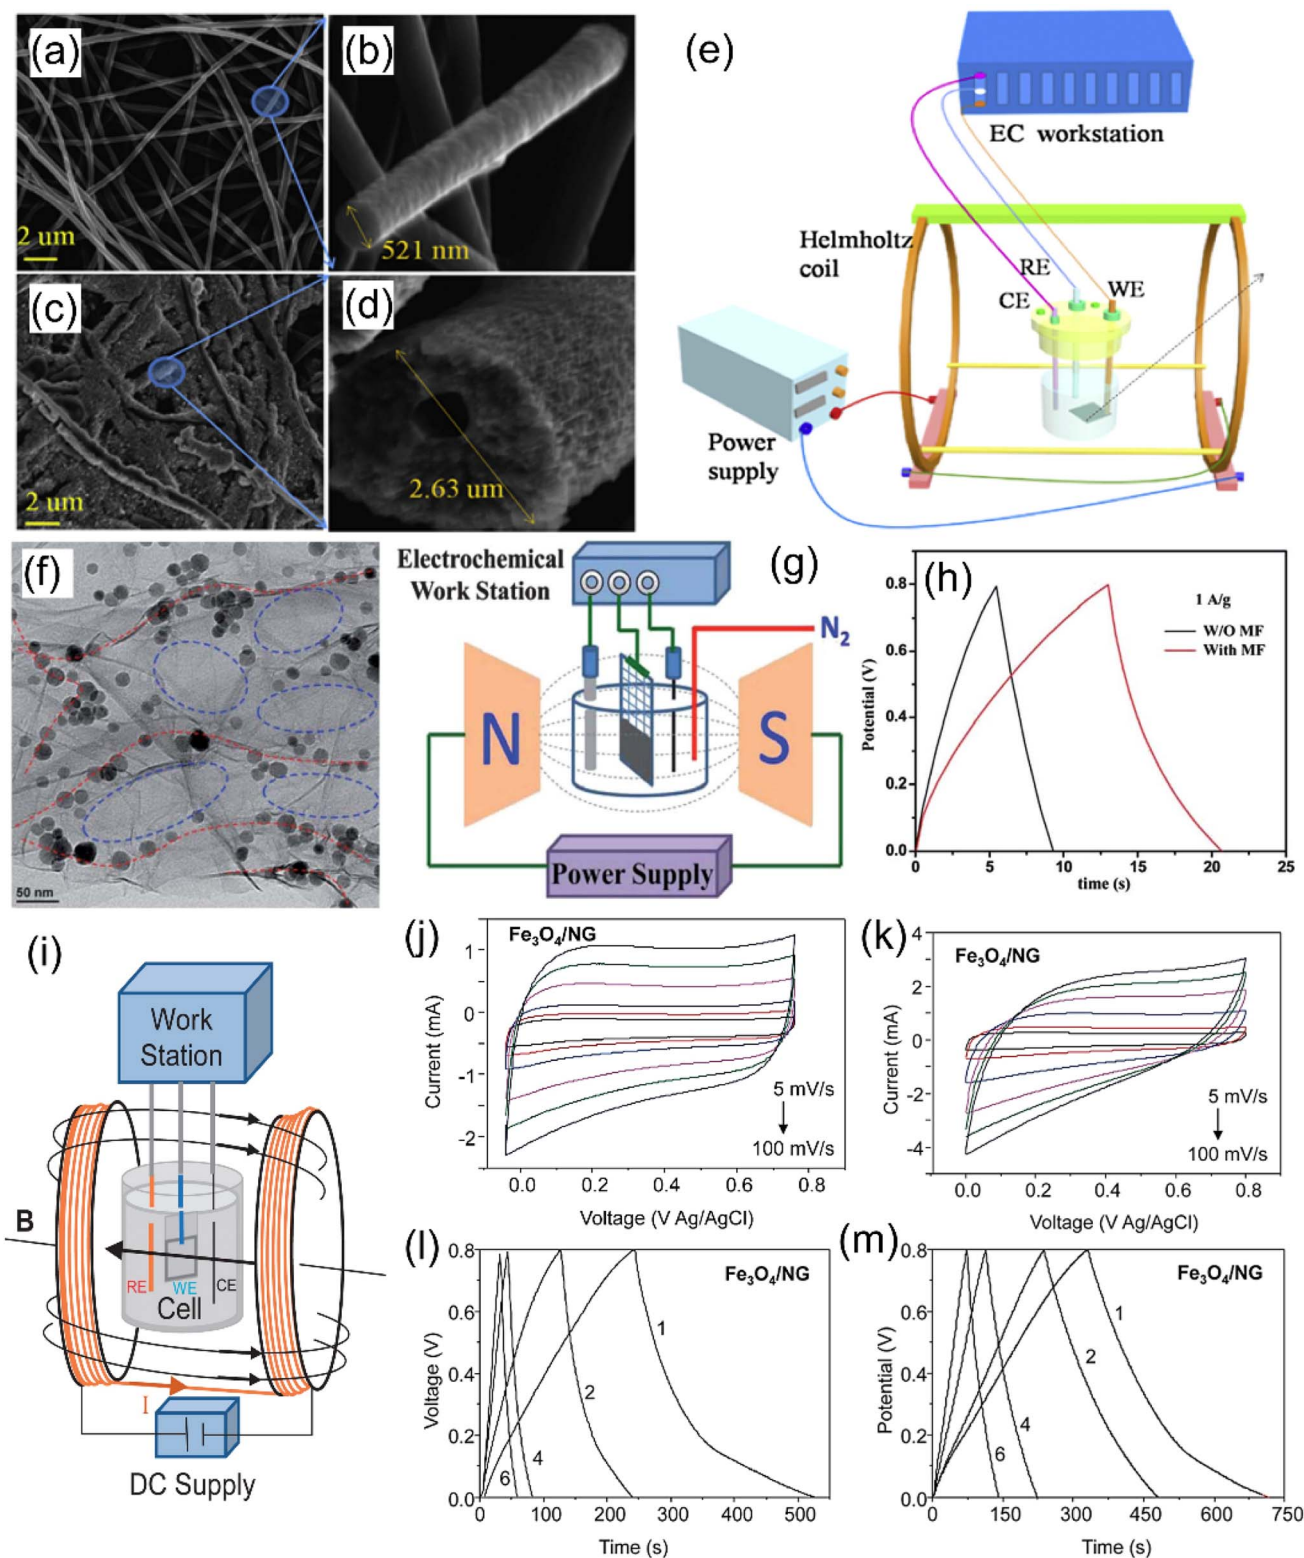 (a)
2 um
(b)
521 nm
(c)
2 um
(d)
2.63 um
(e)
EC workstation
Helmholtz
coil
RE
CE
WE
Power
supply
(f)
50 nm
Electrochemical
Work Station
(g)
N2
N
S
Power Supply
(h)
1 A/g
W/O MF
With MF
Potential (V)
0.8
0.6
0.4
0.2
0.0
0 5 10 15 20 25
time (s)
(i)
Work
Station
B
RE
WE
CE
Cell
I
DC Supply
(j)
Fe3O4/NG
Current (mA)
1
0
-1
-2
5 mV/s
100 mV/s
0.0 0.2 0.4 0.6 0.8
Voltage (V Ag/AgCl)
(k)
Fe3O4/NG
Current (mA)
4
2
0
-2
-4
5 mV/s
100 mV/s
0.0 0.2 0.4 0.6 0.8
Voltage (V Ag/AgCl)
(l)
Fe3O4/NG
Voltage (V)
0.8
0.6
0.4
0.2
0.0
1
2
4
6
0 100 200 300 400 500
Time (s)
(m)
Fe3O4/NG
Potential (V)
0.8
0.6
0.4
0.2
0.0
1
2
4
6
0 150 300 450 600 750
Time (s)